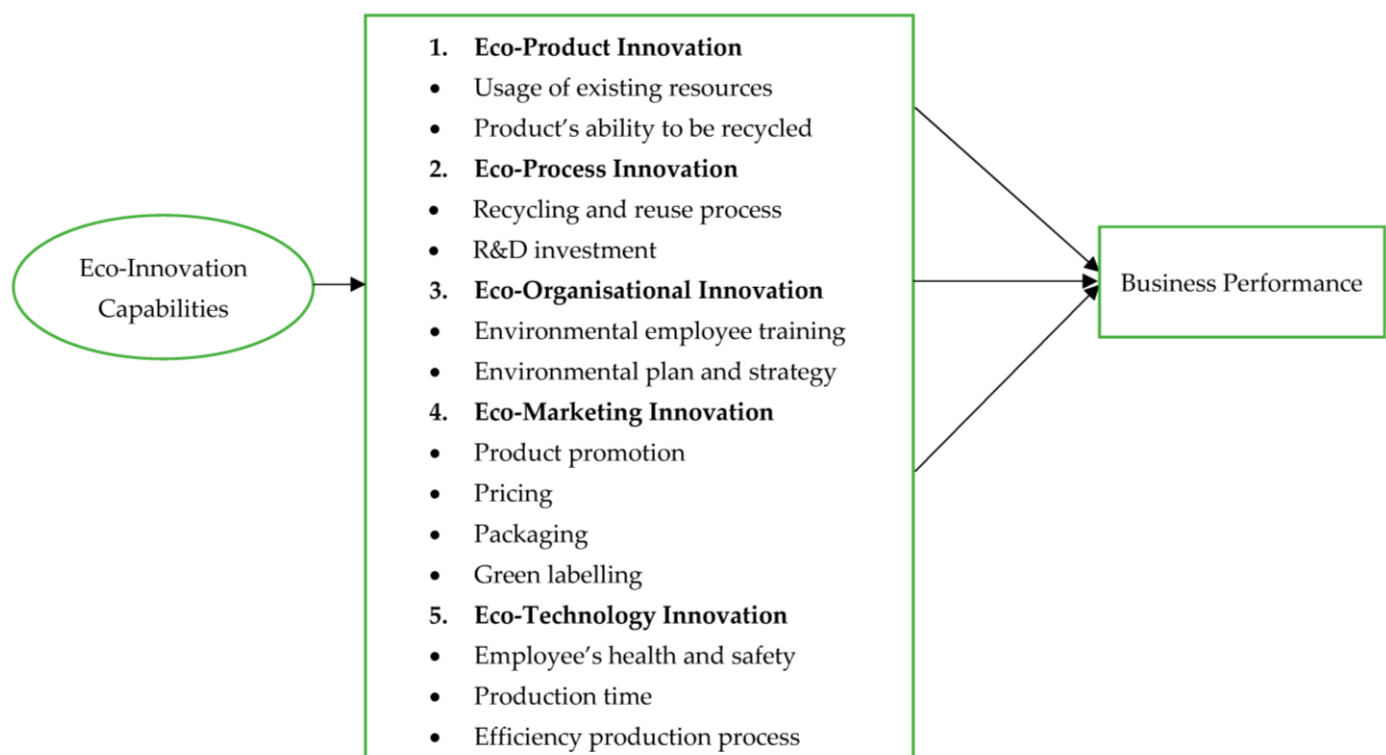 Eco-Innovation
Capabilities
1. Eco-Product Innovation
• Usage of existing resources
• Product’s ability to be recycled
2. Eco-Process Innovation
• Recycling and reuse process
• R&D investment
3. Eco-Organisational Innovation
• Environmental employee training
• Environmental plan and strategy
4. Eco-Marketing Innovation
• Product promotion
• Pricing
• Packaging
• Green labelling
5. Eco-Technology Innovation
• Employee’s health and safety
• Production time
• Efficiency production process
Business Performance